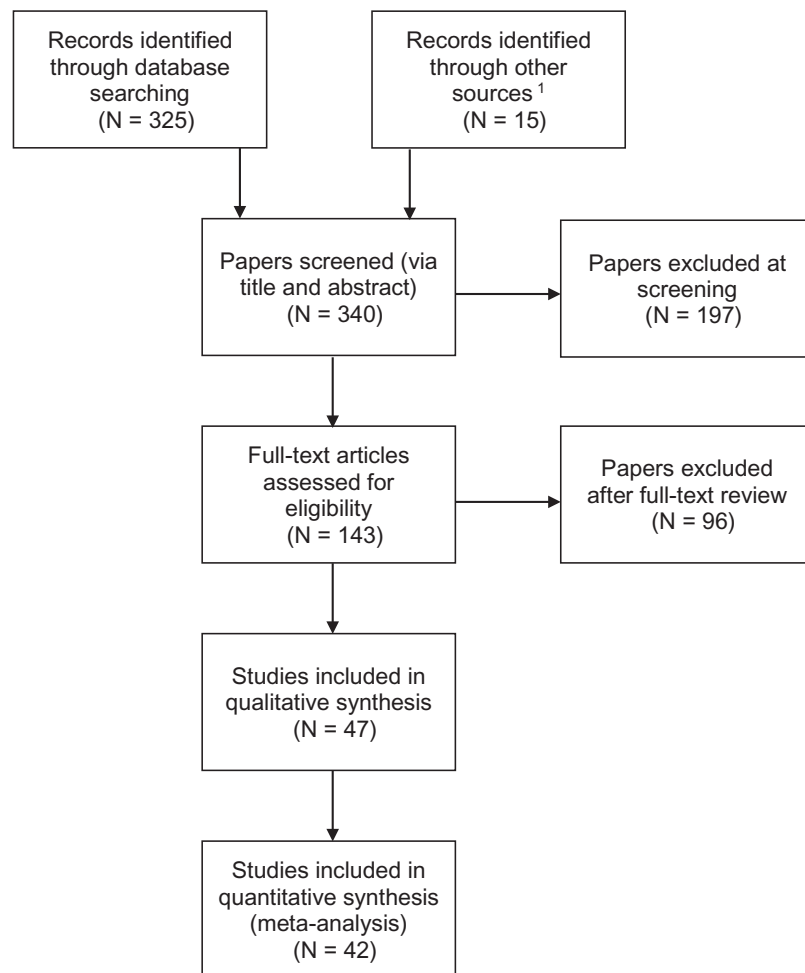 Records identified
through database
searching
(N = 325)
Records identified
through other
sources ¹
(N = 15)
Papers screened (via
title and abstract)
(N = 340)
Papers excluded at
screening
(N = 197)
Full-text articles
assessed for
eligibility
(N = 143)
Papers excluded
after full-text review
(N = 96)
Studies included in
qualitative synthesis
(N = 47)
Studies included in
quantitative synthesis
(meta-analysis)
(N = 42)